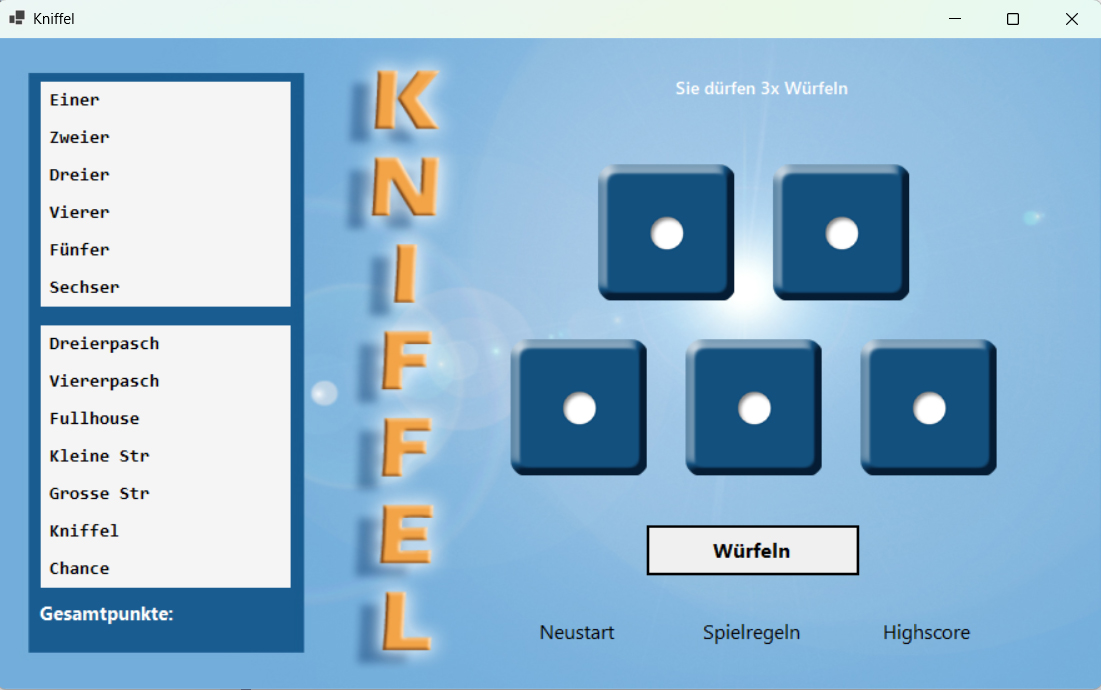 Kniffel
Einer
Zweier
Dreier
Vierer
Fünfer
Sechser
Dreierpasch
Viererpasch
Fullhouse
Kleine Str
Grosse Str
Kniffel
Chance
Gesamtpunkte:
KNIFFEL
Sie dürfen 3x Würfeln
Würfeln
Neustart Spielregeln Highscore